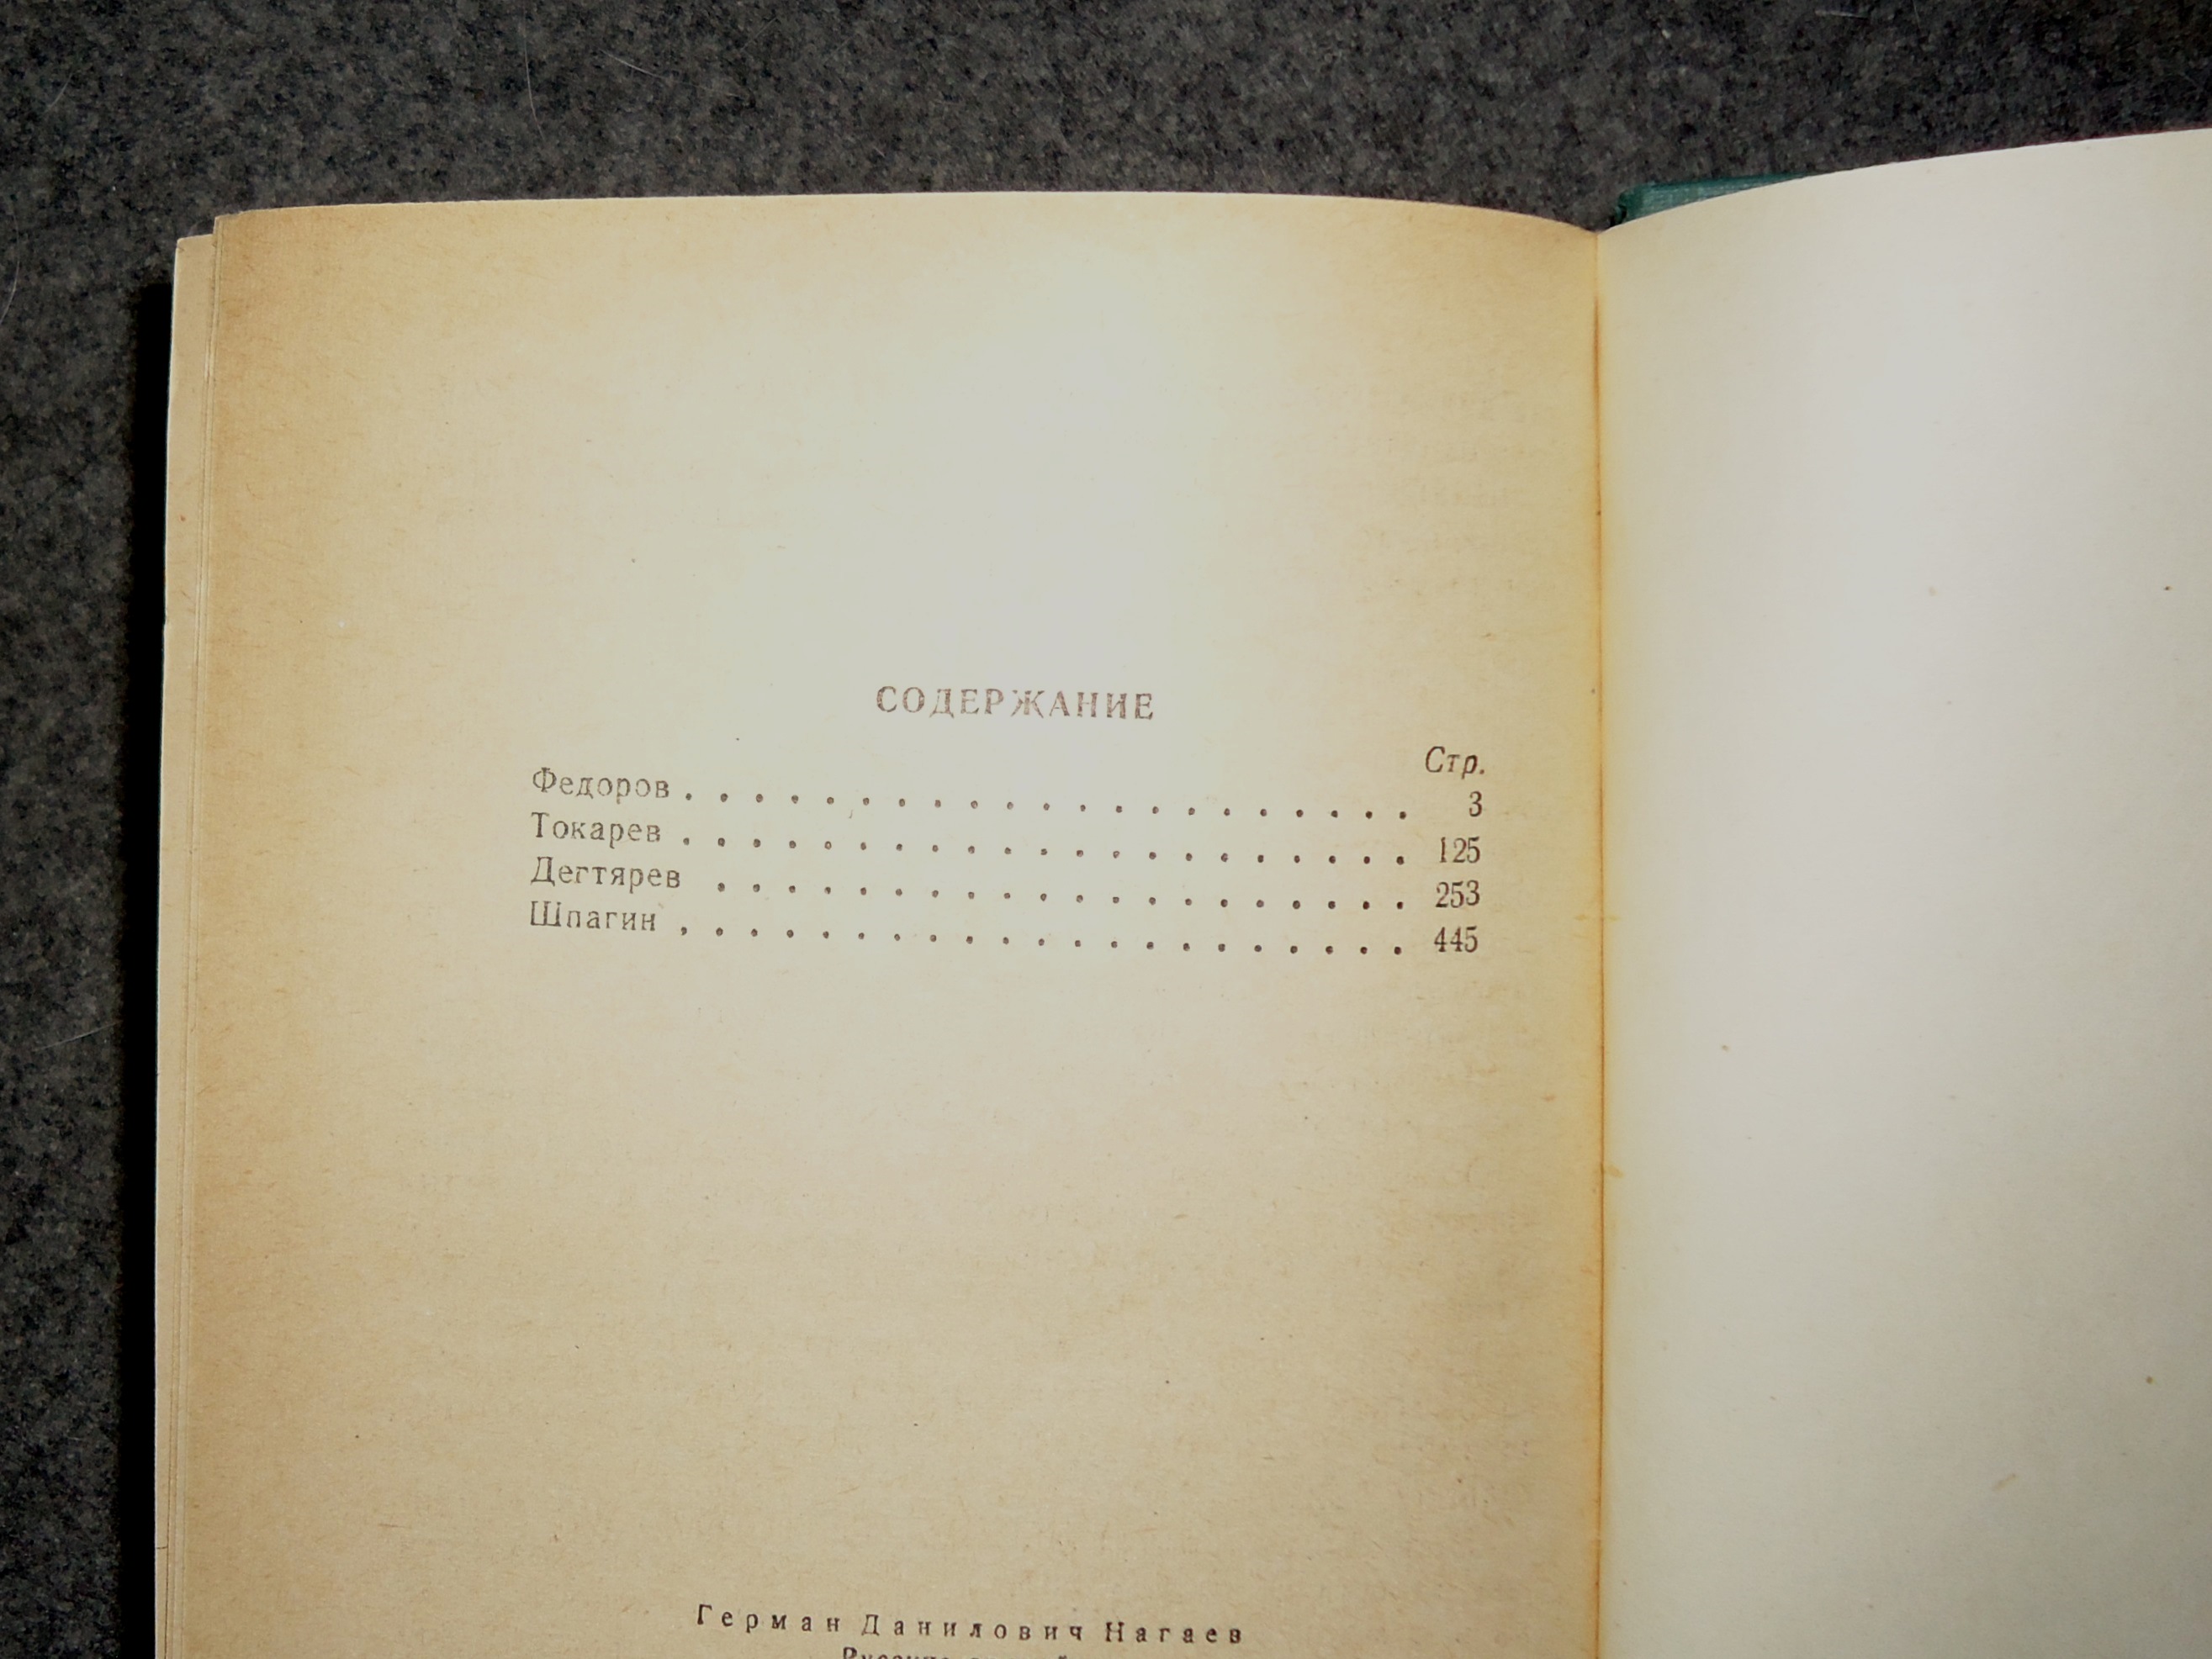 СОДЕРЖАНИЕ
Стр.
Федоров . . . . . . . . . . . . . . . . . . . . . 3
Токарев . . . . . . . . . . . . . . . . . . . . . 125
Дегтярев . . . . . . . . . . . . . . . . . . . . 253
Шпагин . . . . . . . . . . . . . . . . . . . . . 445
Герман Данилович Нагаев